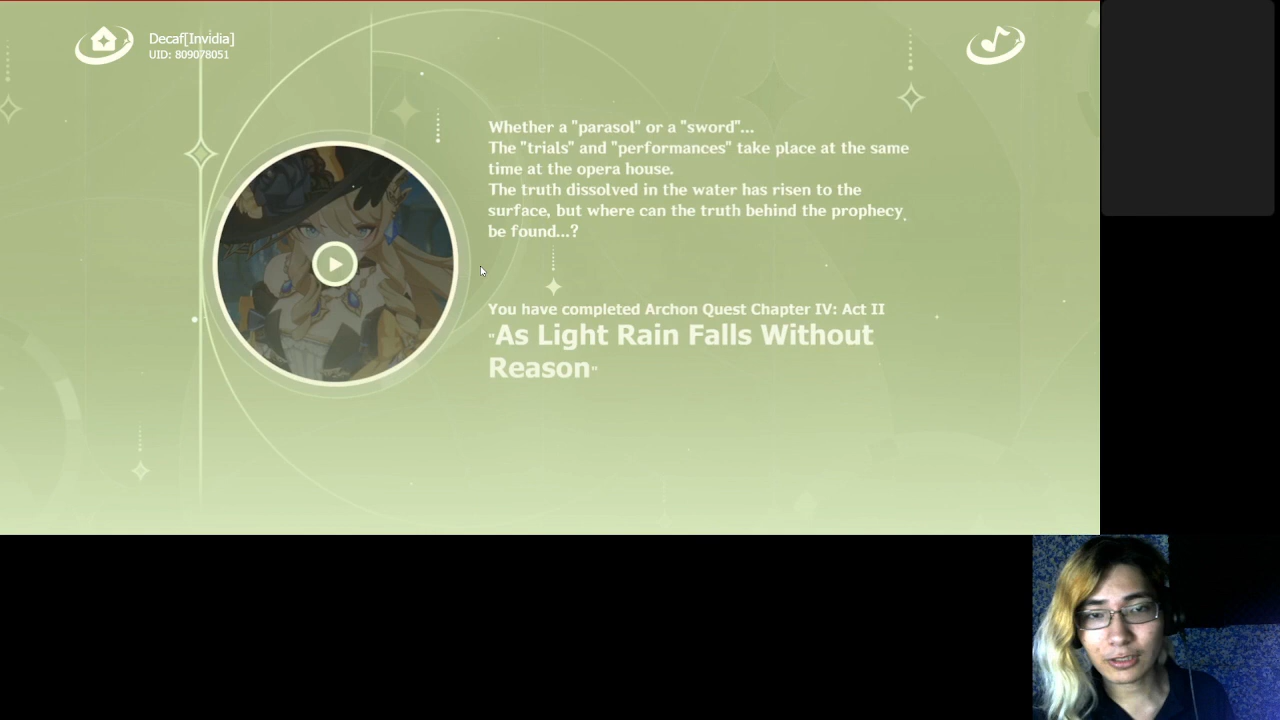 Decaf[Invidia]
UID: 809078051
Whether a "parasol" or a "sword"...
The "trials" and "performances" take place at the same
time at the opera house.
The truth dissolved in the water has risen to the
surface, but where can the truth behind the prophecy
be found...?
You have completed Archon Quest Chapter IV: Act II
"As Light Rain Falls Without
Reason"